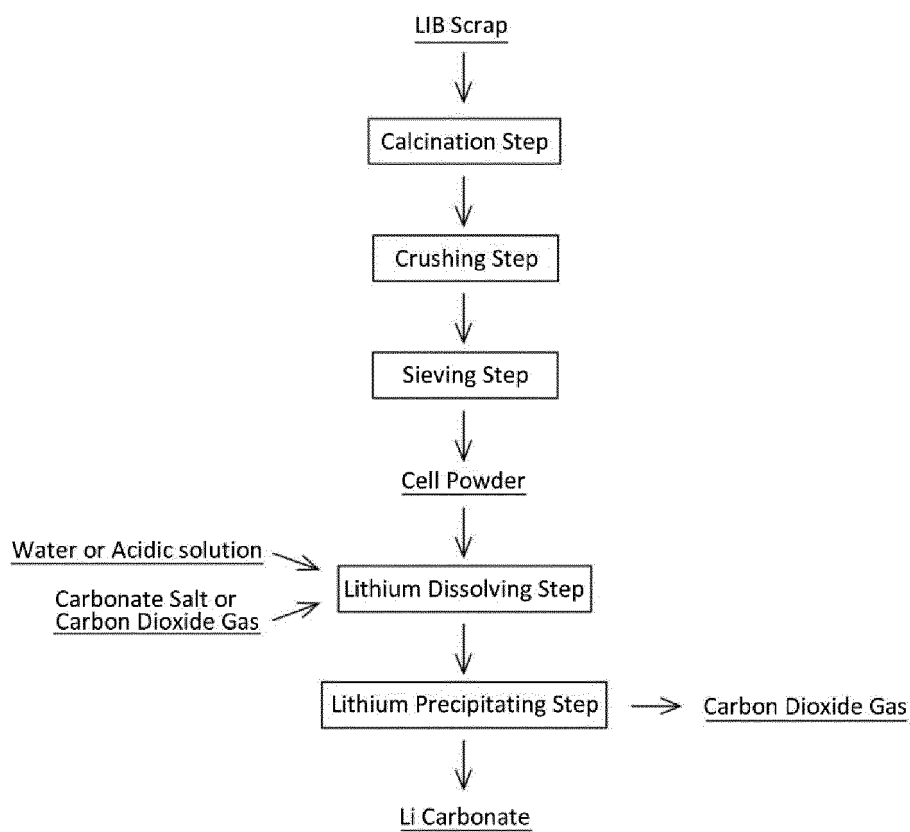 LIB Scrap
Calcination Step
Crushing Step
Sieving Step
Cell Powder
Water or Acidic solution
Carbonate Salt or
Carbon Dioxide Gas
Lithium Dissolving Step
Lithium Precipitating Step
Carbon Dioxide Gas
Li Carbonate